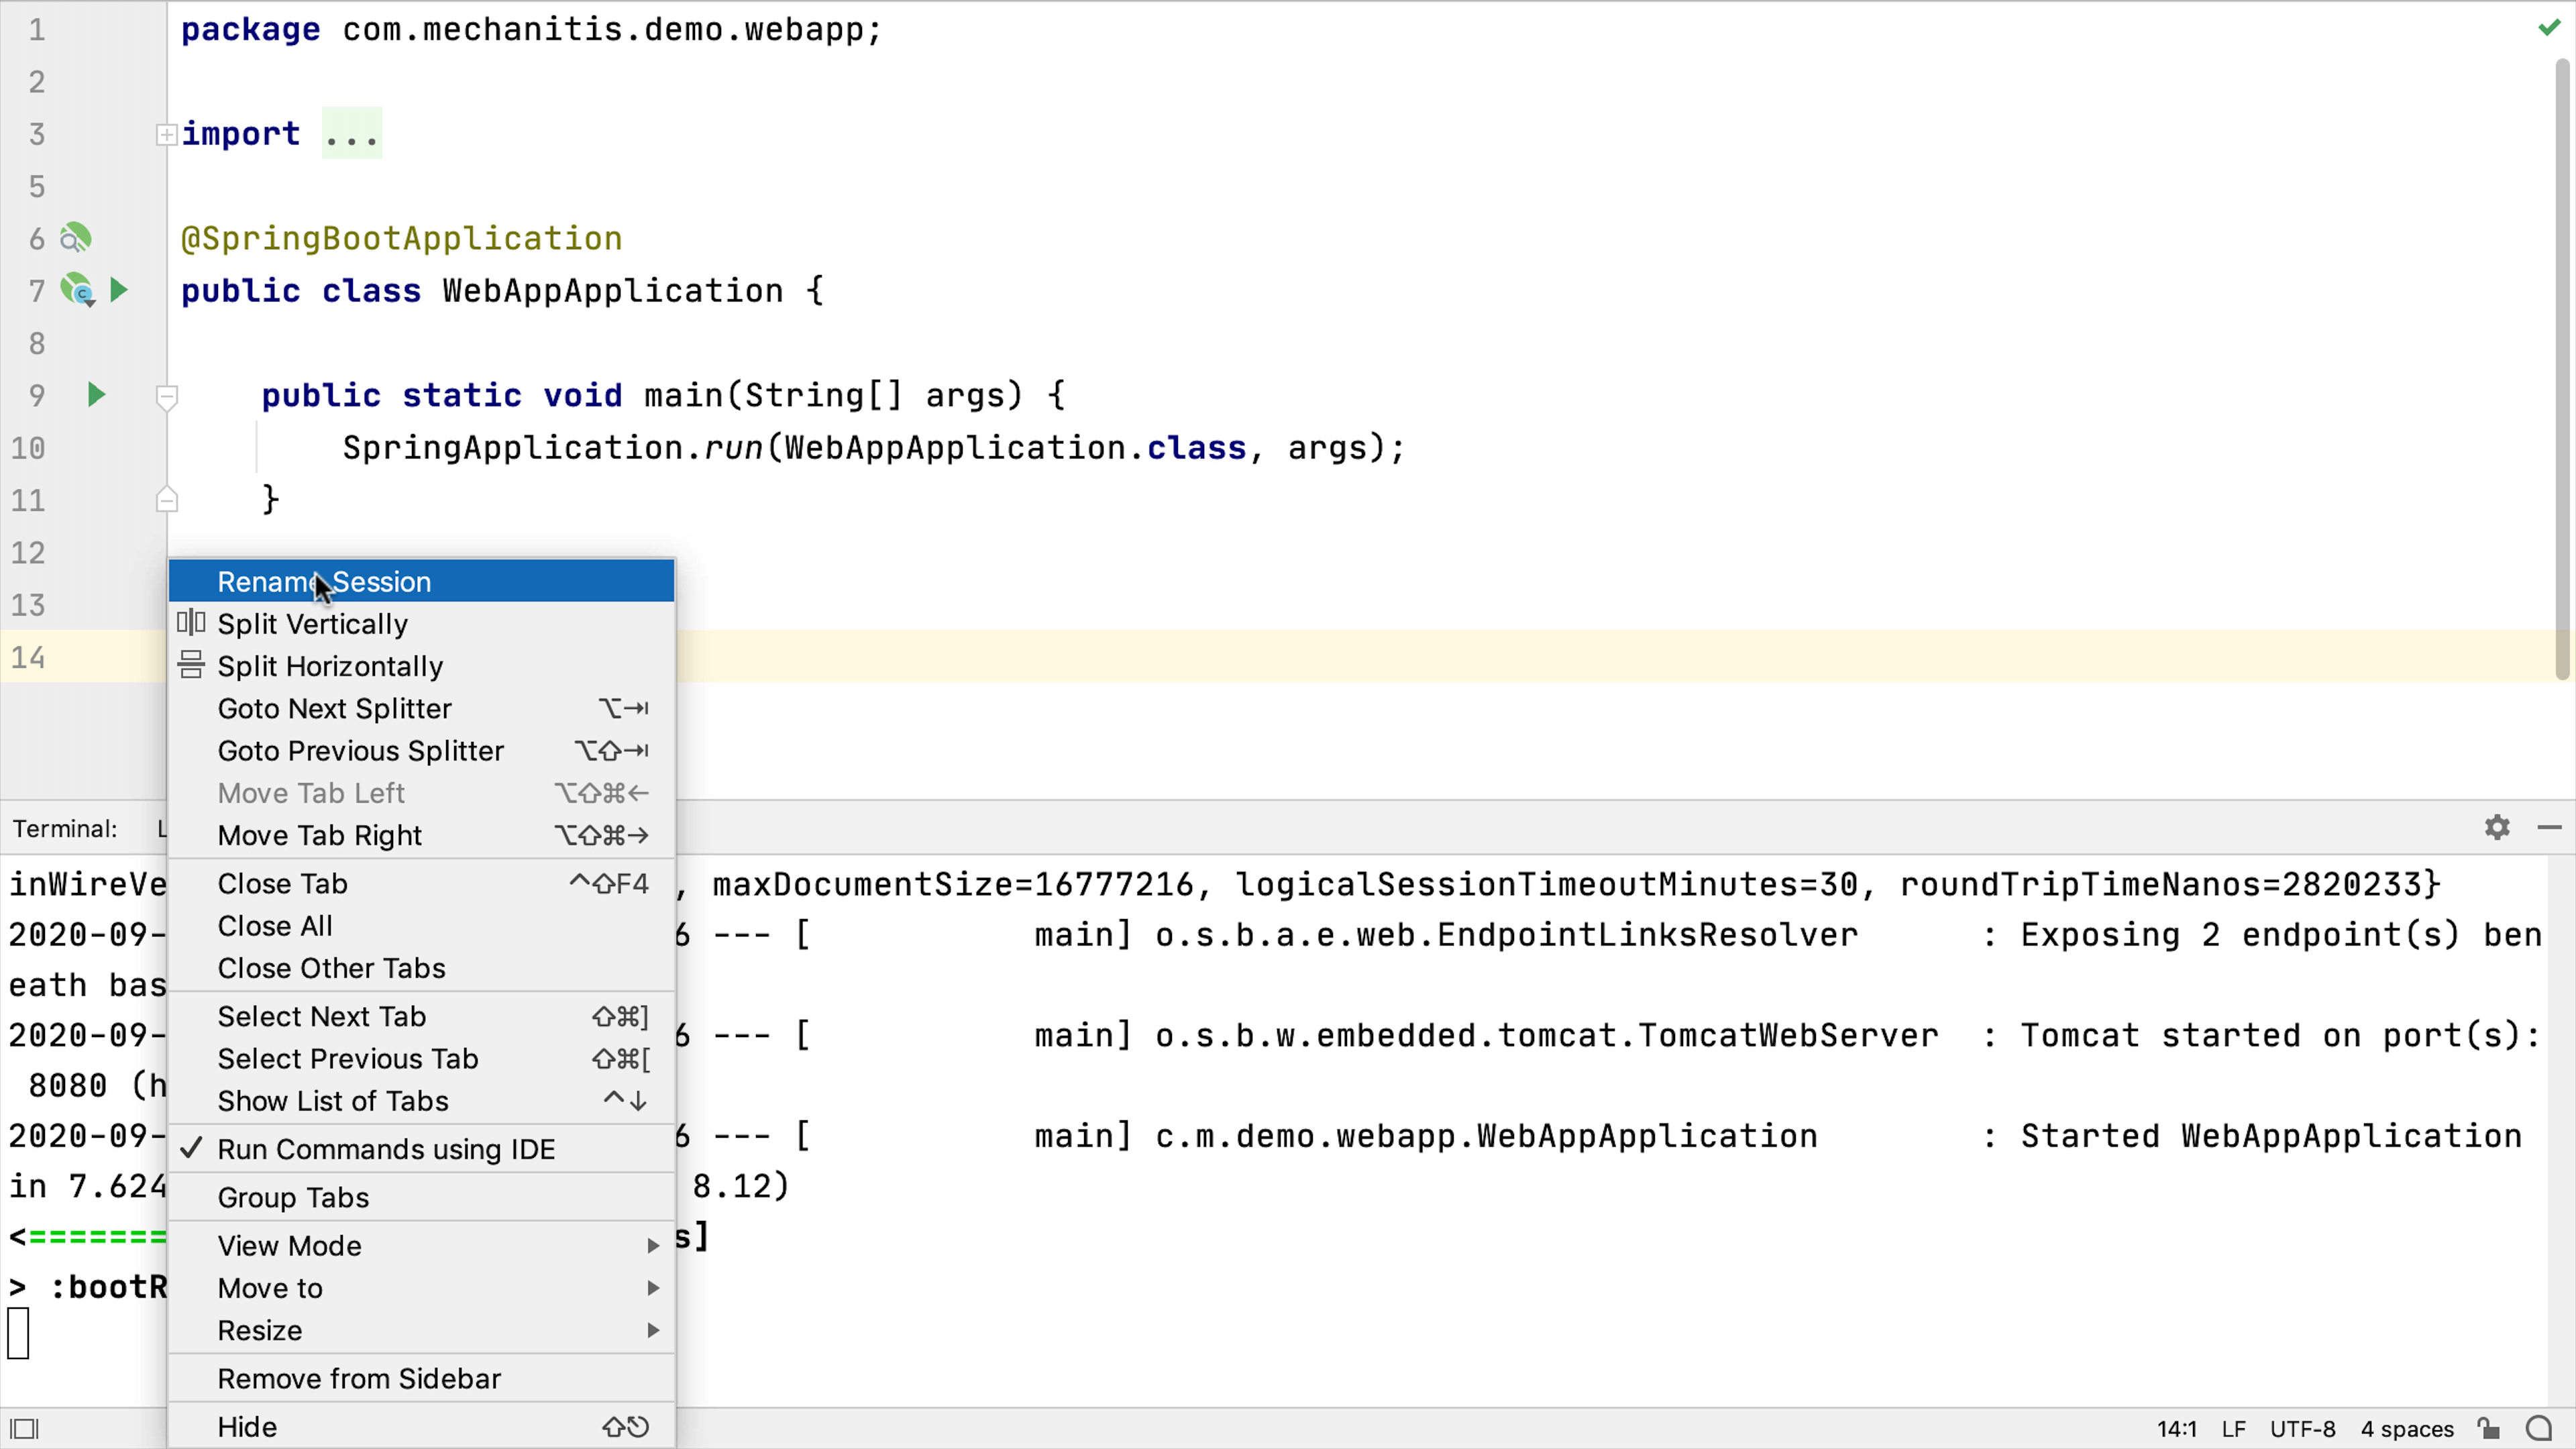 1 package com.mechanitis.demo.webapp;
2
3 import ...
5
6 @SpringBootApplication
7 public class WebAppApplication {
8
9 public static void main(String[] args) {
10 SpringApplication.run(WebAppApplication.class, args);
11 }
12
13
14
Rename Session
Split Vertically
Split Horizontally
Goto Next Splitter ⌥⇥
Goto Previous Splitter ⌥⇧⇥
Move Tab Left ⌥⇧⌘←
Move Tab Right ⌥⇧⌘→
Close Tab ^⇧F4
Close All
Close Other Tabs
Select Next Tab ⇧⌘]
Select Previous Tab ⇧⌘[
Show List of Tabs ^↓
✓ Run Commands using IDE
Group Tabs
View Mode
Move to
Resize
Remove from Sidebar
Hide ⇧⎋
Terminal: L
inWireVe , maxDocumentSize=16777216, logicalSessionTimeoutMinutes=30, roundTripTimeNanos=2820233}
2020-09- 6 --- [ main] o.s.b.a.e.web.EndpointLinksResolver : Exposing 2 endpoint(s) ben
eath bas
2020-09- 6 --- [ main] o.s.b.w.embedded.tomcat.TomcatWebServer : Tomcat started on port(s):
8080 (h
2020-09- 6 --- [ main] c.m.demo.webapp.WebAppApplication : Started WebAppApplication
in 7.624 8.12)
<======= s]
> :bootR
14:1 LF UTF-8 4 spaces